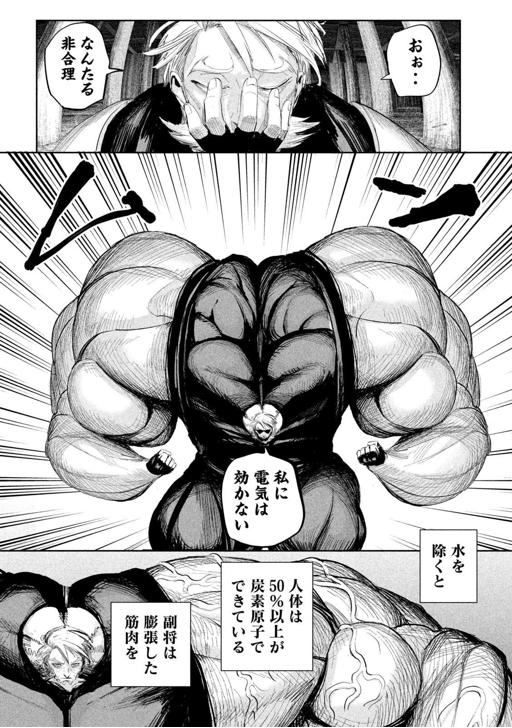 おぉ・・
なんたる
非合理
ムン
私に
電気は
効かない
水を
除くと
人体は
50%以上が
炭素原子で
できている
副将は
膨張した
筋肉を